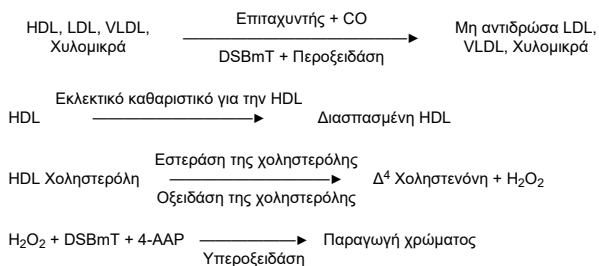 HDL, LDL, VLDL, Χυλομικρά
Επιταχυντής + CO
DSBmT + Περοξειδάση
Μη αντιδρώσα LDL, VLDL, Χυλομικρά
HDL
Εκλεκτικό καθαριστικό για την HDL
Διασπασμένη HDL
HDL Χοληστερόλη
Εστεράση της χοληστερόλης
Οξειδάση της χοληστερόλης
Δ⁴ Χοληστενόνη + H₂O₂
H₂O₂ + DSBmT + 4-AAP
Υπεροξειδάση
Παραγωγή χρώματος